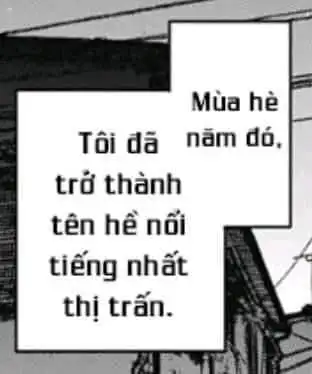 Mùa hè
năm đó,
Tôi đã
trở thành
tên hề nổi
tiếng nhất
thị trấn.